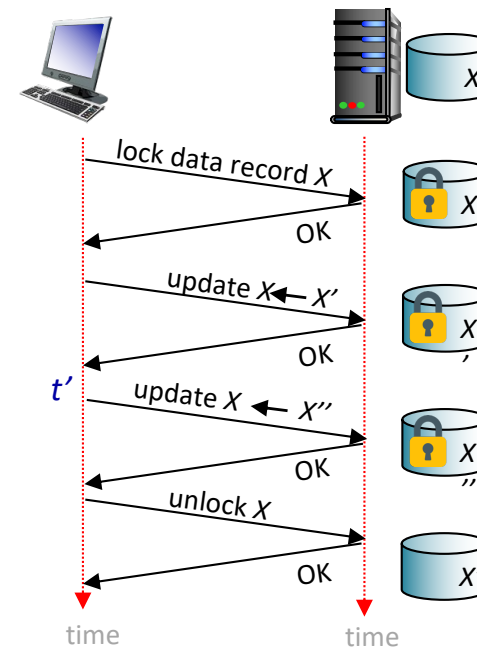 X
lock data record X
X
OK
update X ← X'
X
'
OK
t'
update X ← X''
X
''
OK
unlock X
X
OK
time
time